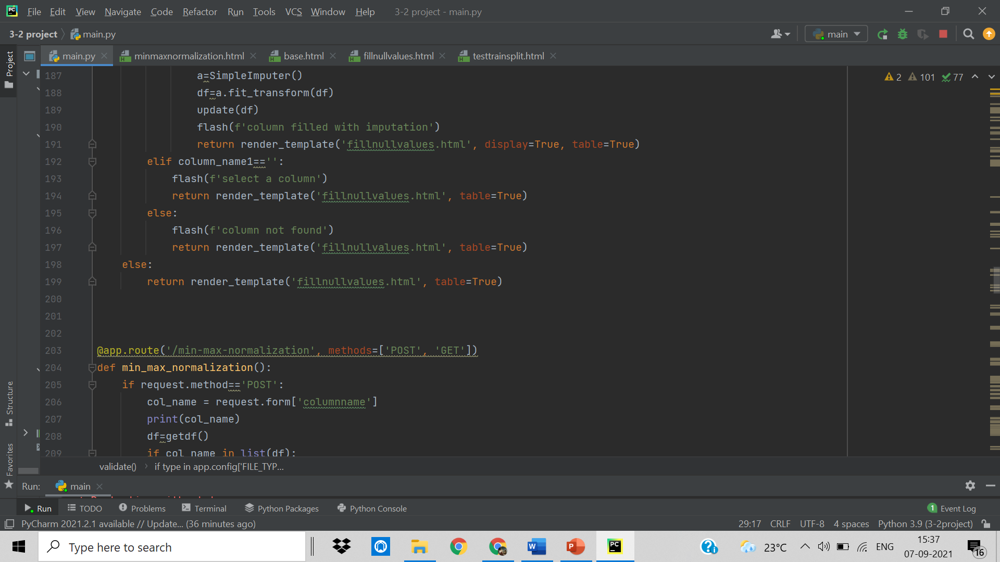 File Edit View Navigate Code Refactor Run Tools VCS Window Help 3-2 project - main.py
3-2 project main.py main
main.py minmaxnormalization.html base.html fillnullvalues.html testtrainsplit.html
Project
2 101 77
187 a=SimpleImputer()
188 df=a.fit_transform(df)
189 update(df)
190 flash(f'column filled with imputation')
191 return render_template('fillnullvalues.html', display=True, table=True)
192 elif column_name1=='':
193 flash(f'select a column')
194 return render_template('fillnullvalues.html', table=True)
195 else:
196 flash(f'column not found')
197 return render_template('fillnullvalues.html', table=True)
198 else:
199 return render_template('fillnullvalues.html', table=True)
200
201
202
203 @app.route('/min-max-normalization', methods=['POST', 'GET'])
204 def min_max_normalization():
205 if request.method=='POST':
206 col_name = request.form['columnname']
207 print(col_name)
208 df=getdf()
209 if col_name in list(df):
Structure
Favorites
validate() if type in app.config['FILE_TYP...
Run: main
Run TODO Problems Terminal Python Packages Python Console 1 Event Log
PyCharm 2021.2.1 available // Update... (36 minutes ago) 29:17 CRLF UTF-8 4 spaces Python 3.9 (3-2project)
Type here to search 23°C ENG 15:37
07-09-2021 16